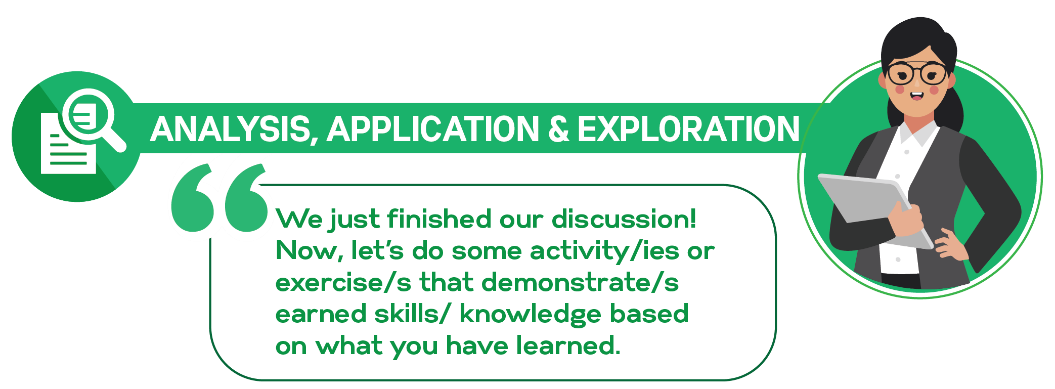 ANALYSIS, APPLICATION & EXPLORATION
We just finished our discussion!
Now, let's do some activity/ies or
exercise/s that demonstrate/s
earned skills/ knowledge based
on what you have learned.